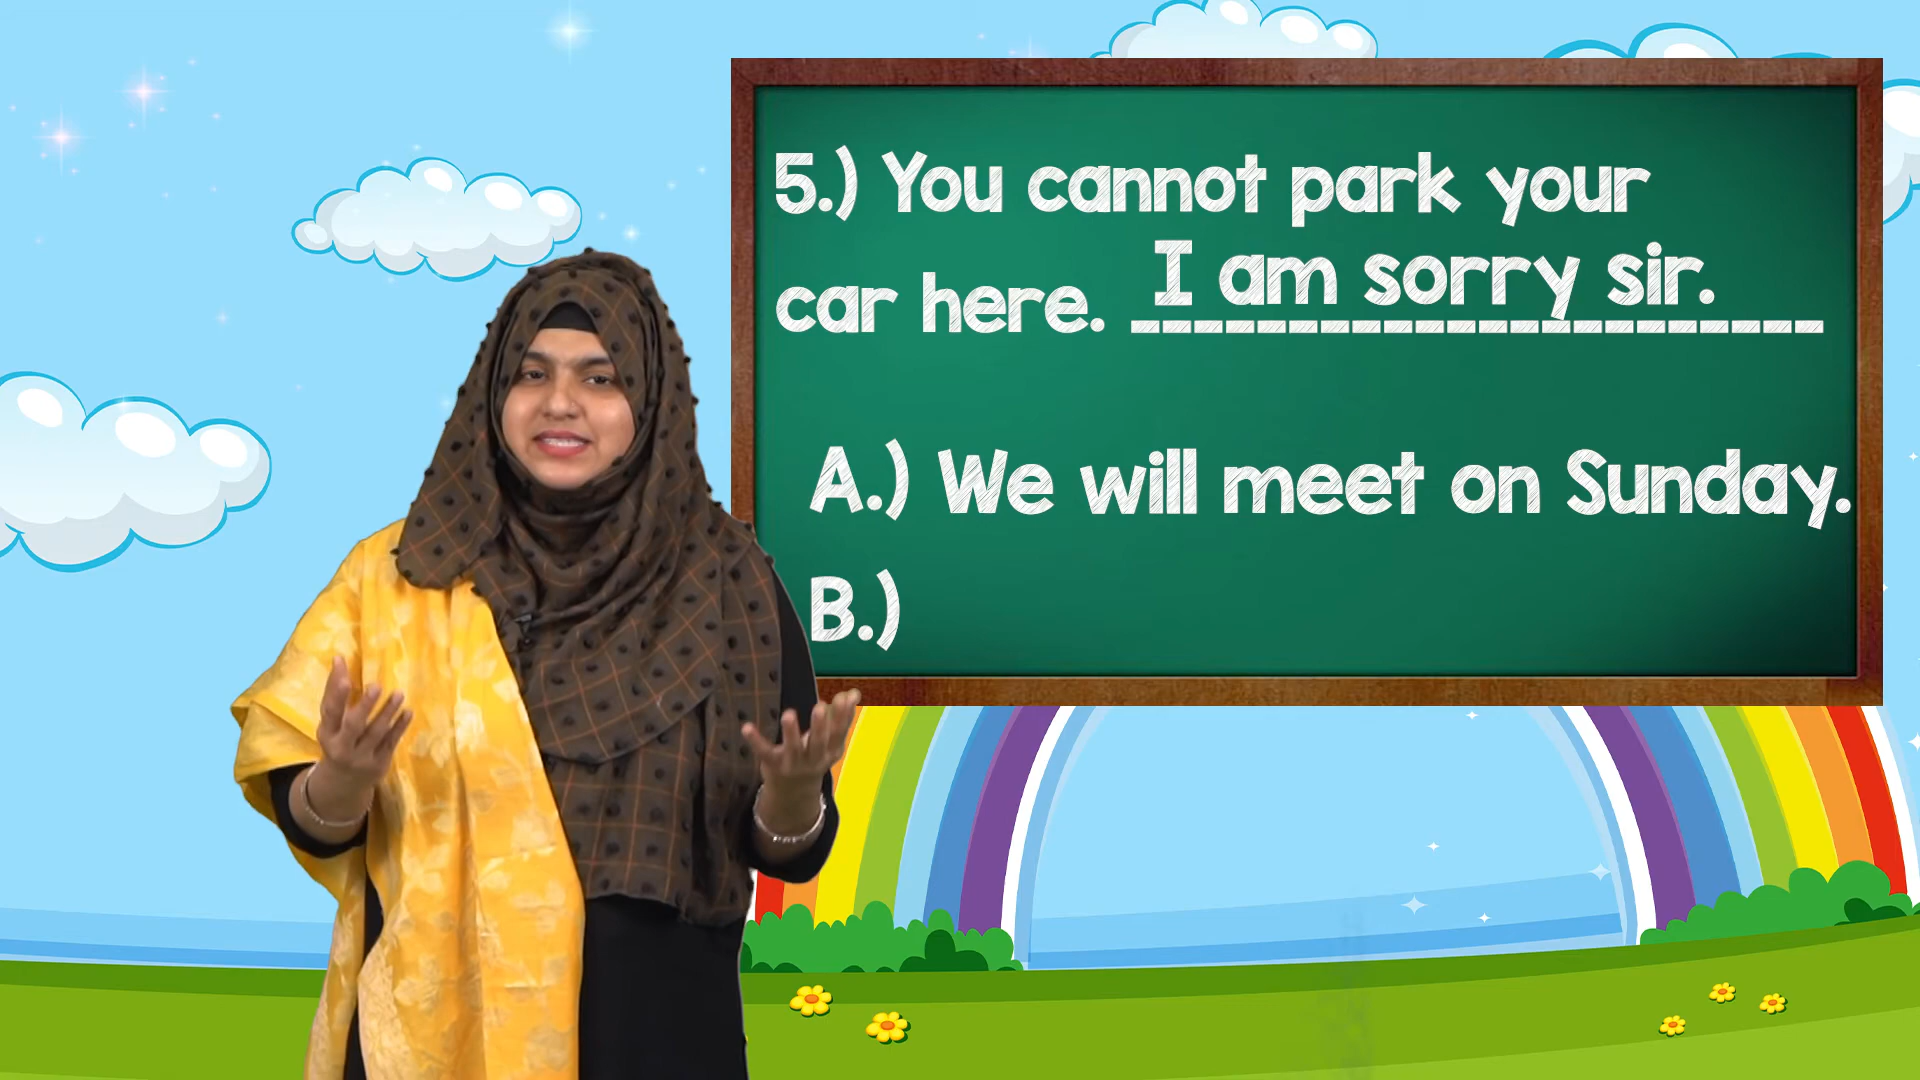 5.) You cannot park your
car here. I am sorry sir.
A.) We will meet on Sunday.
B.)